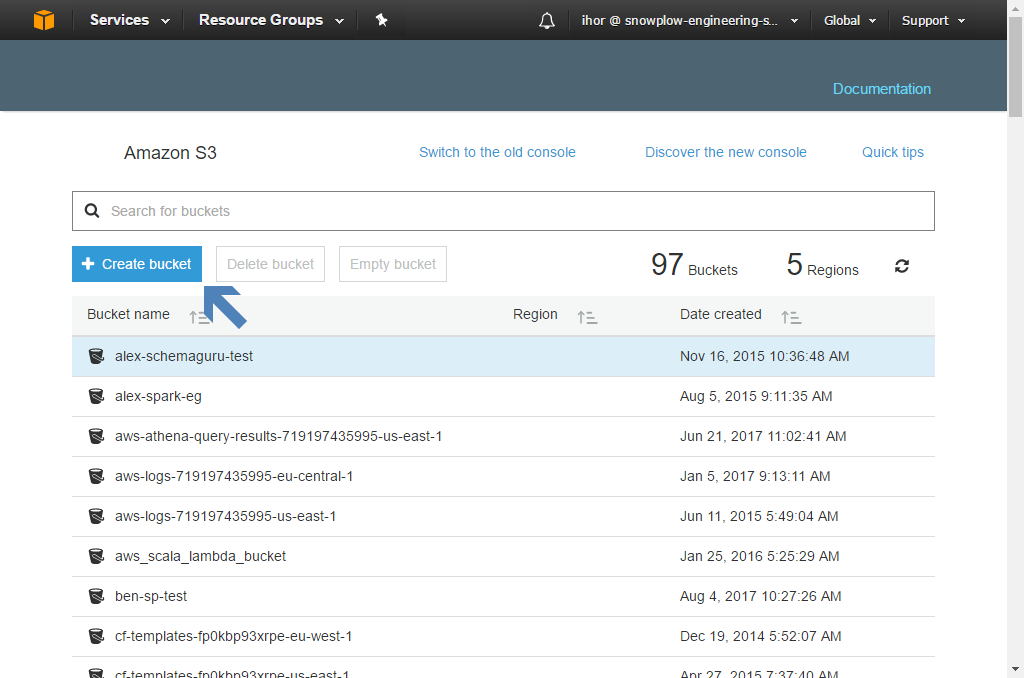 Services Resource Groups ihor @ snowplow-engineering-s... Global Support
Documentation
Amazon S3 Switch to the old console Discover the new console Quick tips
Search for buckets
Create bucket Delete bucket Empty bucket 97 Buckets 5 Regions
Bucket name Region Date created
alex-schemaguru-test Nov 16, 2015 10:36:48 AM
alex-spark-eg Aug 5, 2015 9:11:35 AM
aws-athena-query-results-719197435995-us-east-1 Jun 21, 2017 11:02:41 AM
aws-logs-719197435995-eu-central-1 Jan 5, 2017 9:13:11 AM
aws-logs-719197435995-us-east-1 Jun 11, 2015 5:49:04 AM
aws_scala_lambda_bucket Jan 25, 2016 5:25:29 AM
ben-sp-test Aug 4, 2017 10:27:26 AM
cf-templates-fp0kbp93xrpe-eu-west-1 Dec 19, 2014 5:52:07 AM
cf-templates-fp0kbp93xrpe-us-east-1 Apr 27, 2015 7:37:40 AM